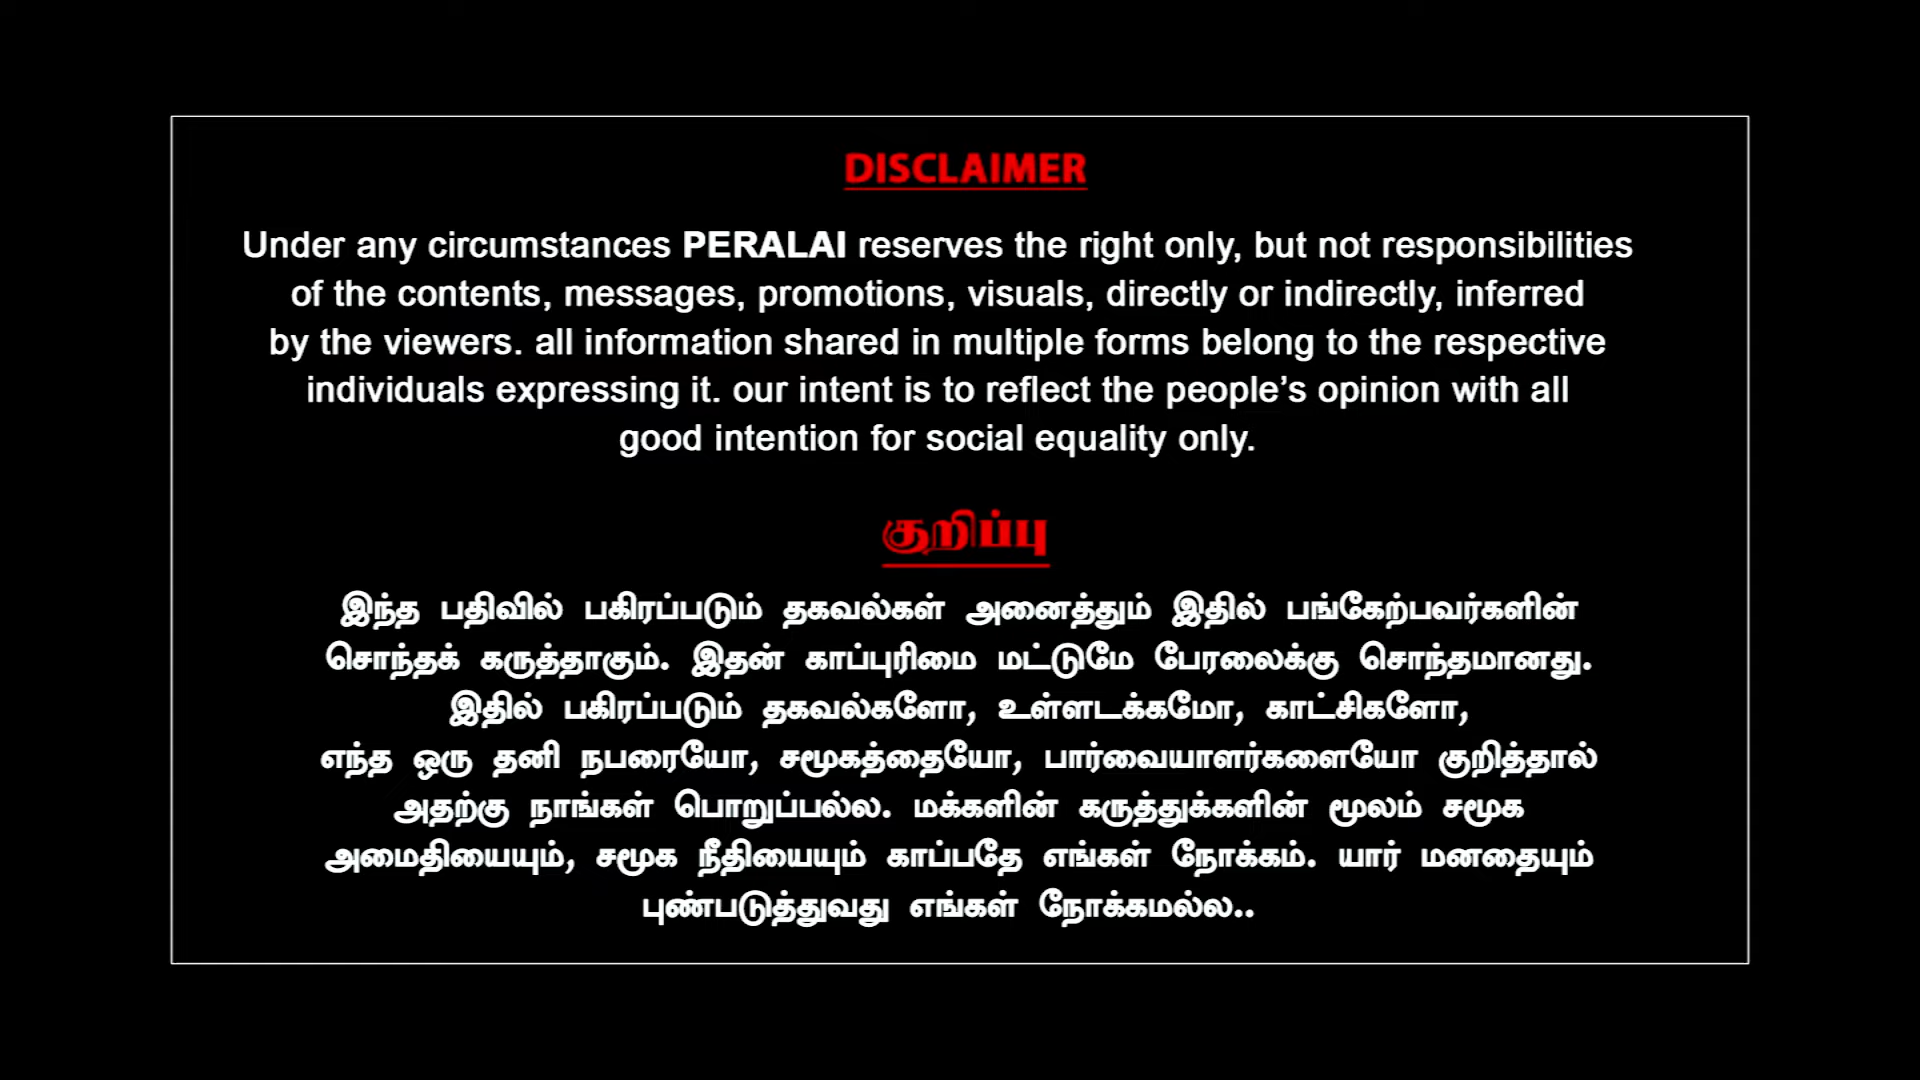 DISCLAIMER
Under any circumstances PERALAI reserves the right only, but not responsibilities
of the contents, messages, promotions, visuals, directly or indirectly, inferred
by the viewers. all information shared in multiple forms belong to the respective
individuals expressing it. our intent is to reflect the people’s opinion with all
good intention for social equality only.
குறிப்பு
இந்த பதிவில் பகிரப்படும் தகவல்கள் அனைத்தும் இதில் பங்கேற்பவர்களின்
சொந்தக் கருத்தாகும். இதன் காப்புரிமை மட்டுமே பேரலைக்கு சொந்தமானது.
இதில் பகிரப்படும் தகவல்களோ, உள்ளடக்கமோ, காட்சிகளோ,
எந்த ஒரு தனி நபரையோ, சமூகத்தையோ, பார்வையாளர்களையோ குறித்தால்
அதற்கு நாங்கள் பொறுப்பல்ல. மக்களின் கருத்துக்களின் மூலம் சமூக
அமைதியையும், சமூக நீதியையும் காப்பதே எங்கள் நோக்கம். யார் மனதையும்
புண்படுத்துவது எங்கள் நோக்கமல்ல..